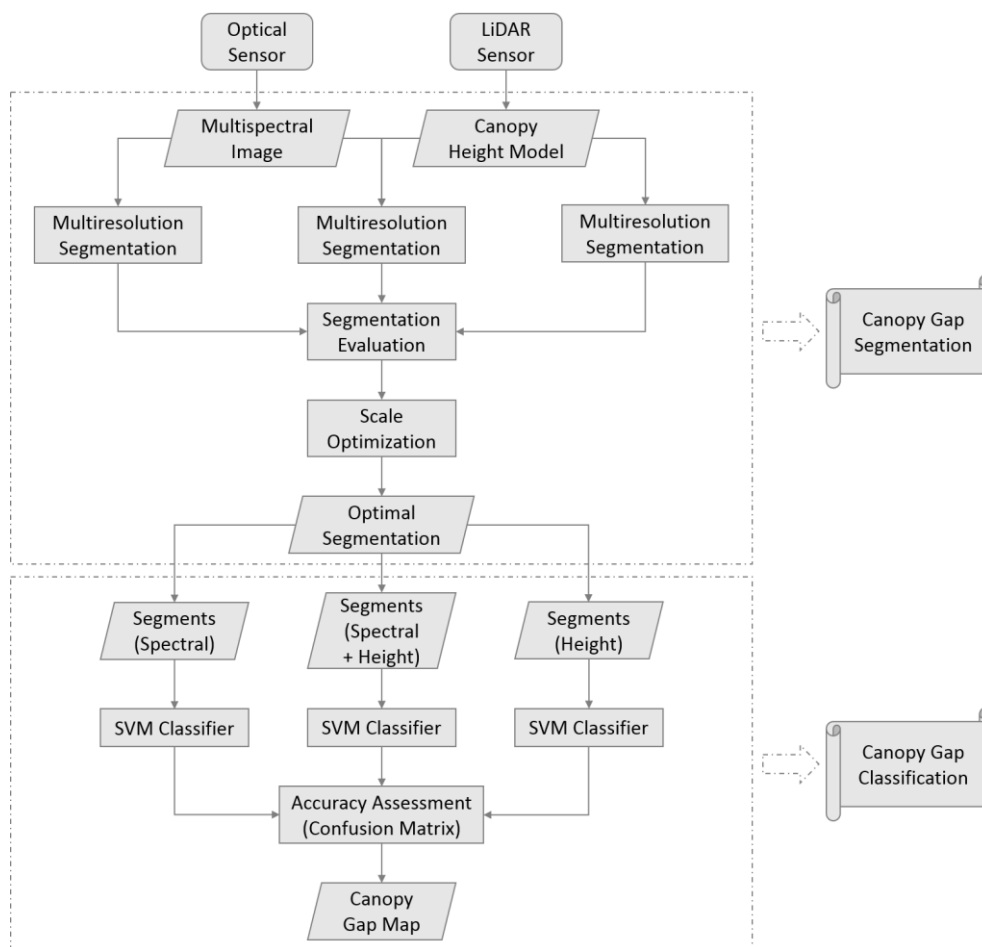 Optical
Sensor
LiDAR
Sensor
Multispectral
Image
Canopy
Height Model
Multiresolution
Segmentation
Multiresolution
Segmentation
Multiresolution
Segmentation
Segmentation
Evaluation
Canopy Gap
Segmentation
Scale
Optimization
Optimal
Segmentation
Segments
(Spectral)
Segments
(Spectral
+ Height)
Segments
(Height)
SVM Classifier
SVM Classifier
SVM Classifier
Canopy Gap
Classification
Accuracy Assessment
(Confusion Matrix)
Canopy
Gap Map